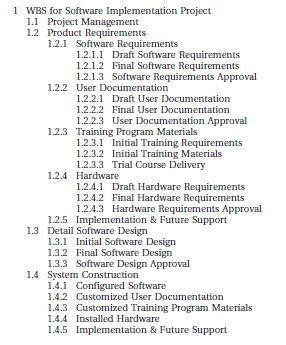 1 WBS for Software Implementation Project
1.1 Project Management
1.2 Product Requirements
1.2.1 Software Requirements
1.2.1.1 Draft Software Requirements
1.2.1.2 Final Software Requirements
1.2.1.3 Software Requirements Approval
1.2.2 User Documentation
1.2.2.1 Draft User Documentation
1.2.2.2 Final User Documentation
1.2.2.3 User Documentation Approval
1.2.3 Training Program Materials
1.2.3.1 Initial Training Requirements
1.2.3.2 Initial Training Materials
1.2.3.3 Trial Course Delivery
1.2.4 Hardware
1.2.4.1 Draft Hardware Requirements
1.2.4.2 Final Hardware Requirements
1.2.4.3 Hardware Requirements Approval
1.2.5 Implementation & Future Support
1.3 Detail Software Design
1.3.1 Initial Software Design
1.3.2 Final Software Design
1.3.3 Software Design Approval
1.4 System Construction
1.4.1 Configured Software
1.4.2 Customized User Documentation
1.4.3 Customized Training Program Materials
1.4.4 Installed Hardware
1.4.5 Implementation & Future Support